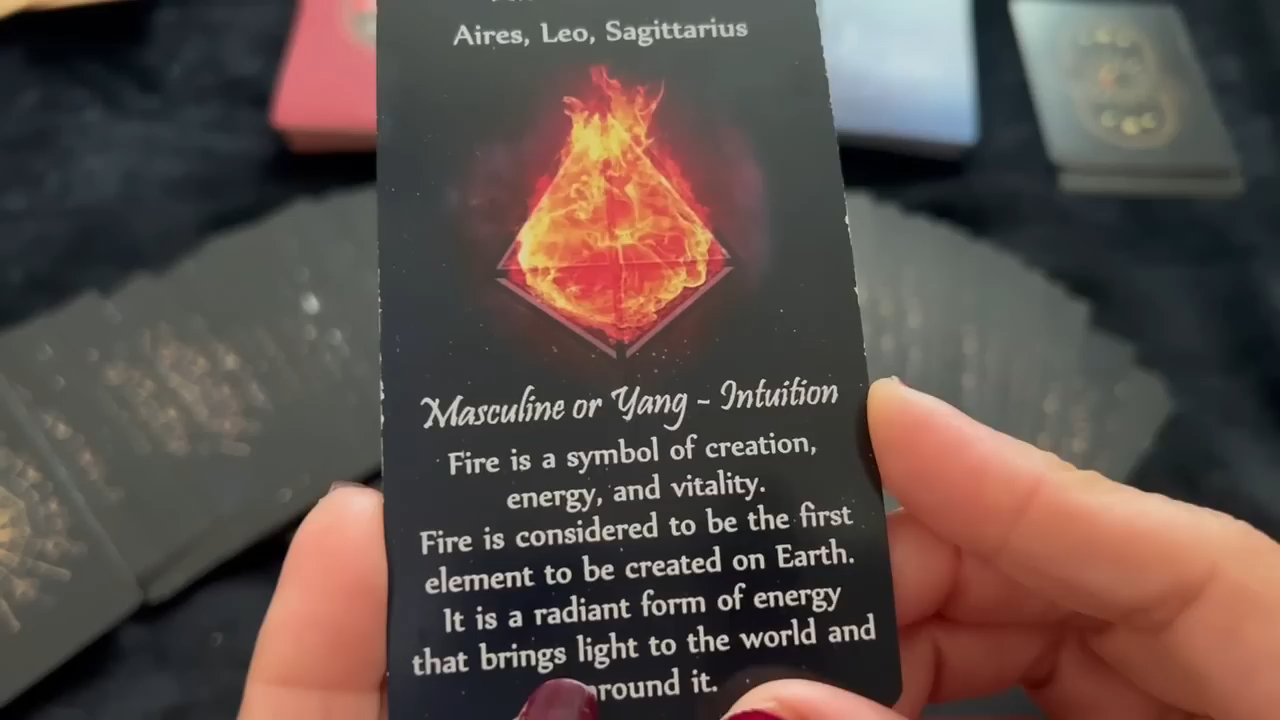 Aires, Leo, Sagittarius
Masculine or Yang - Intuition
Fire is a symbol of creation,
energy, and vitality.
Fire is considered to be the first
element to be created on Earth.
It is a radiant form of energy
that brings light to the world and
it.